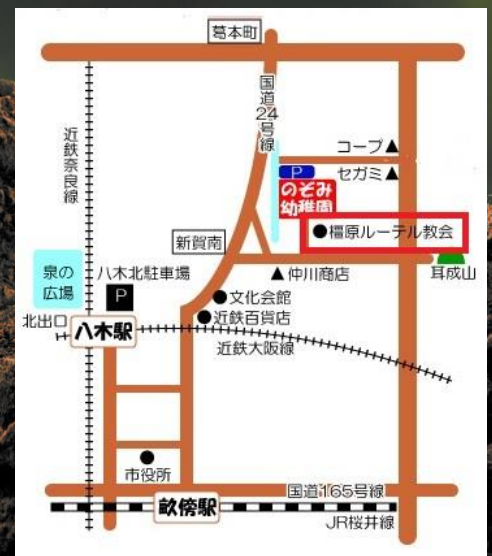 葛本町
国道24号線
近鉄奈良線
コープ▲
セガミ▲
P
のぞみ
幼稚園
●橿原ルーテル教会
新賀南
▲仲川商店
耳成山
泉の
広場
八木北駐車場
P
●文化会館
●近鉄百貨店
北出口
八木駅
近鉄大阪線
市役所
国道165号線
畝傍駅
JR桜井線